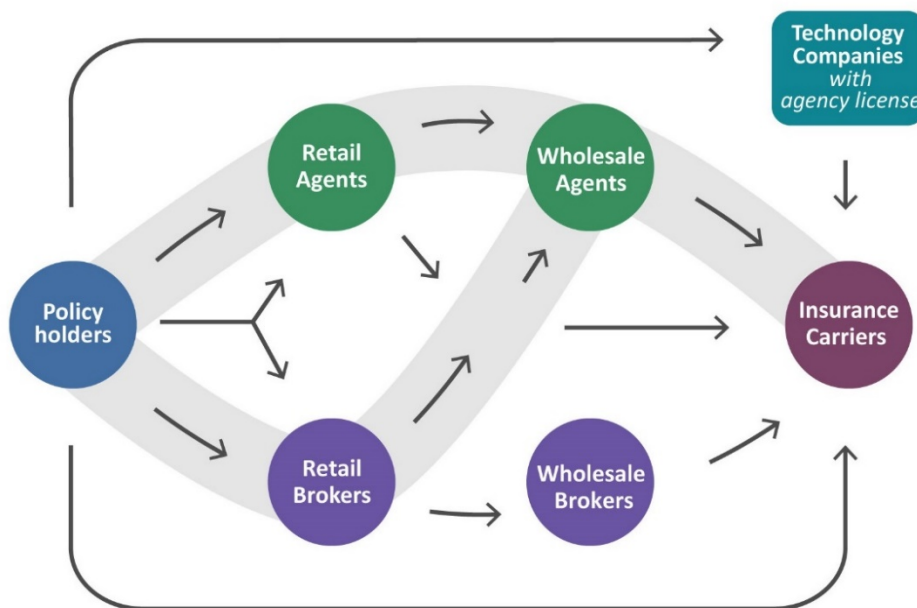 Technology
Companies
with
agency license
Retail
Agents
Wholesale
Agents
Policy
holders
Insurance
Carriers
Retail
Brokers
Wholesale
Brokers